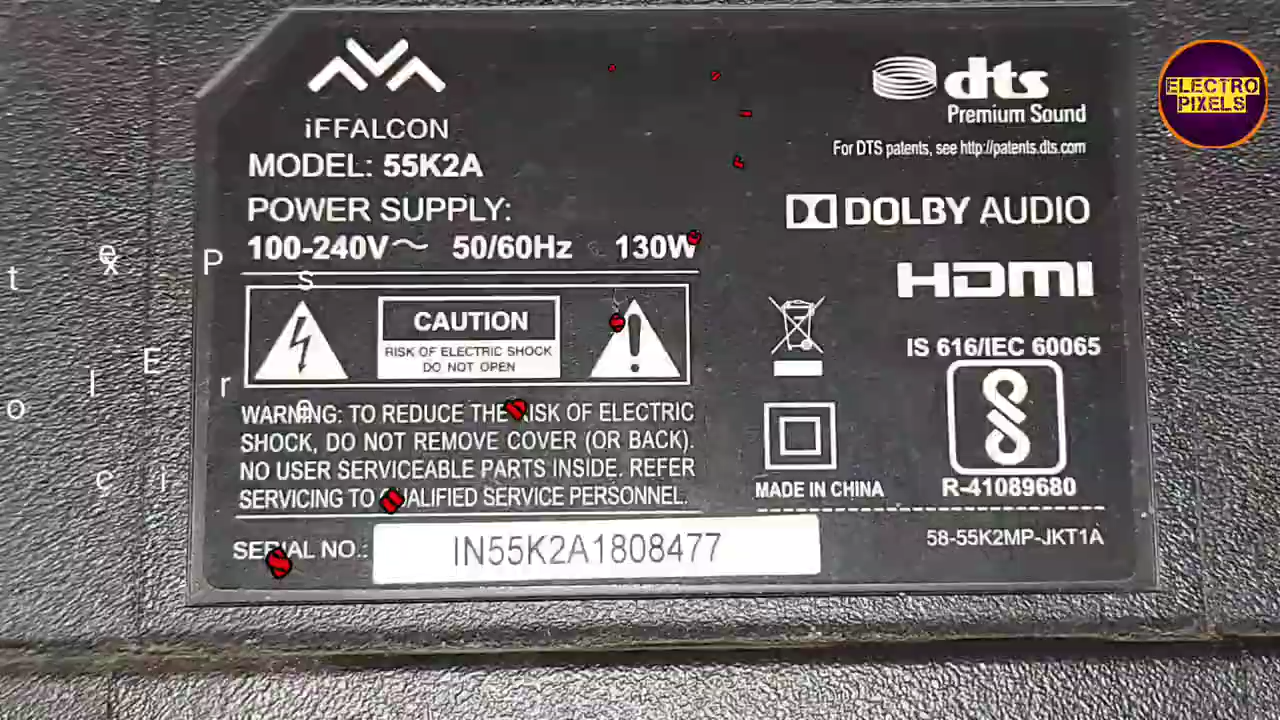 iFFALCON
MODEL: 55K2A
POWER SUPPLY:
100-240V～ 50/60Hz 130W
CAUTION
RISK OF ELECTRIC SHOCK
DO NOT OPEN
WARNING: TO REDUCE THE RISK OF ELECTRIC
SHOCK, DO NOT REMOVE COVER (OR BACK).
NO USER SERVICEABLE PARTS INSIDE. REFER
SERVICING TO QUALIFIED SERVICE PERSONNEL.
SERIAL NO.:
IN55K2A1808477
dts
Premium Sound
For DTS patents, see http://patents.dts.com
DOLBY AUDIO
HDMI
IS 616/IEC 60065
R-41089680
MADE IN CHINA
58-55K2MP-JKT1A
ELECTRO
PIXELS